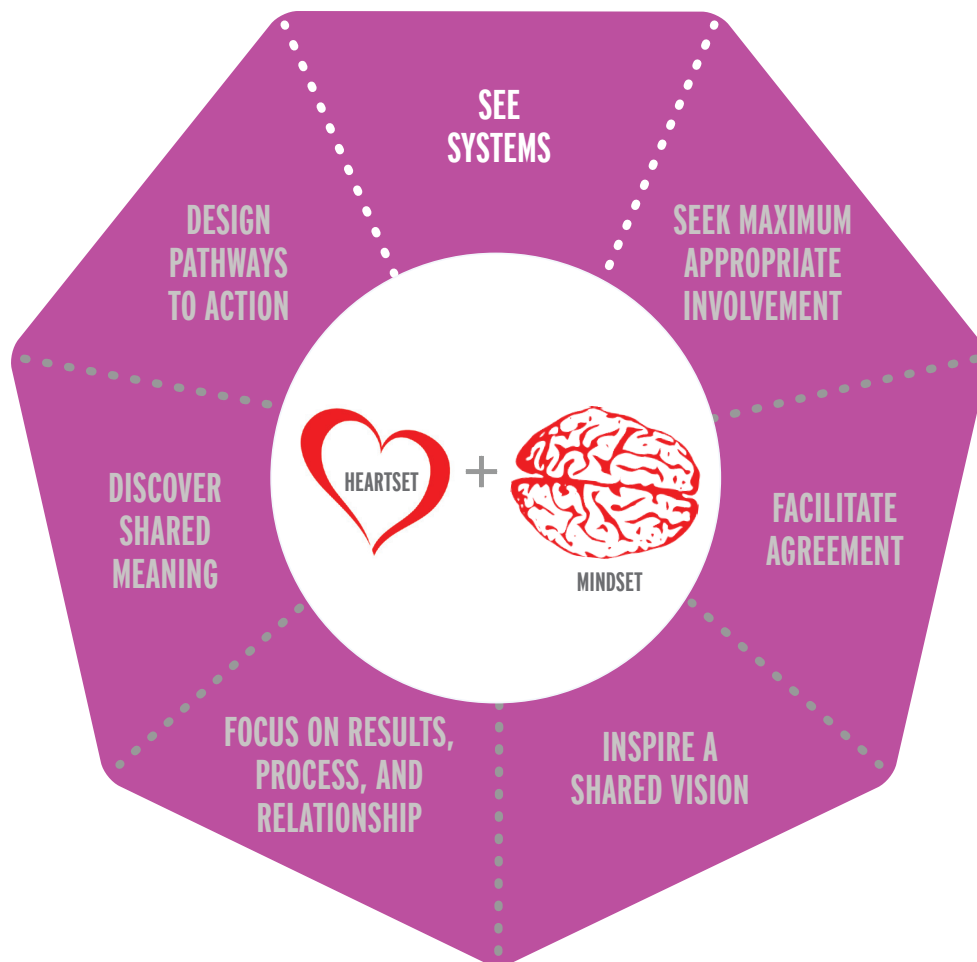 SEE
SYSTEMS
SEEK MAXIMUM
APPROPRIATE
INVOLVEMENT
FACILITATE
AGREEMENT
INSPIRE A
SHARED VISION
FOCUS ON RESULTS,
PROCESS, AND
RELATIONSHIP
DISCOVER
SHARED
MEANING
DESIGN
PATHWAYS
TO ACTION
HEARTSET
+
MINDSET